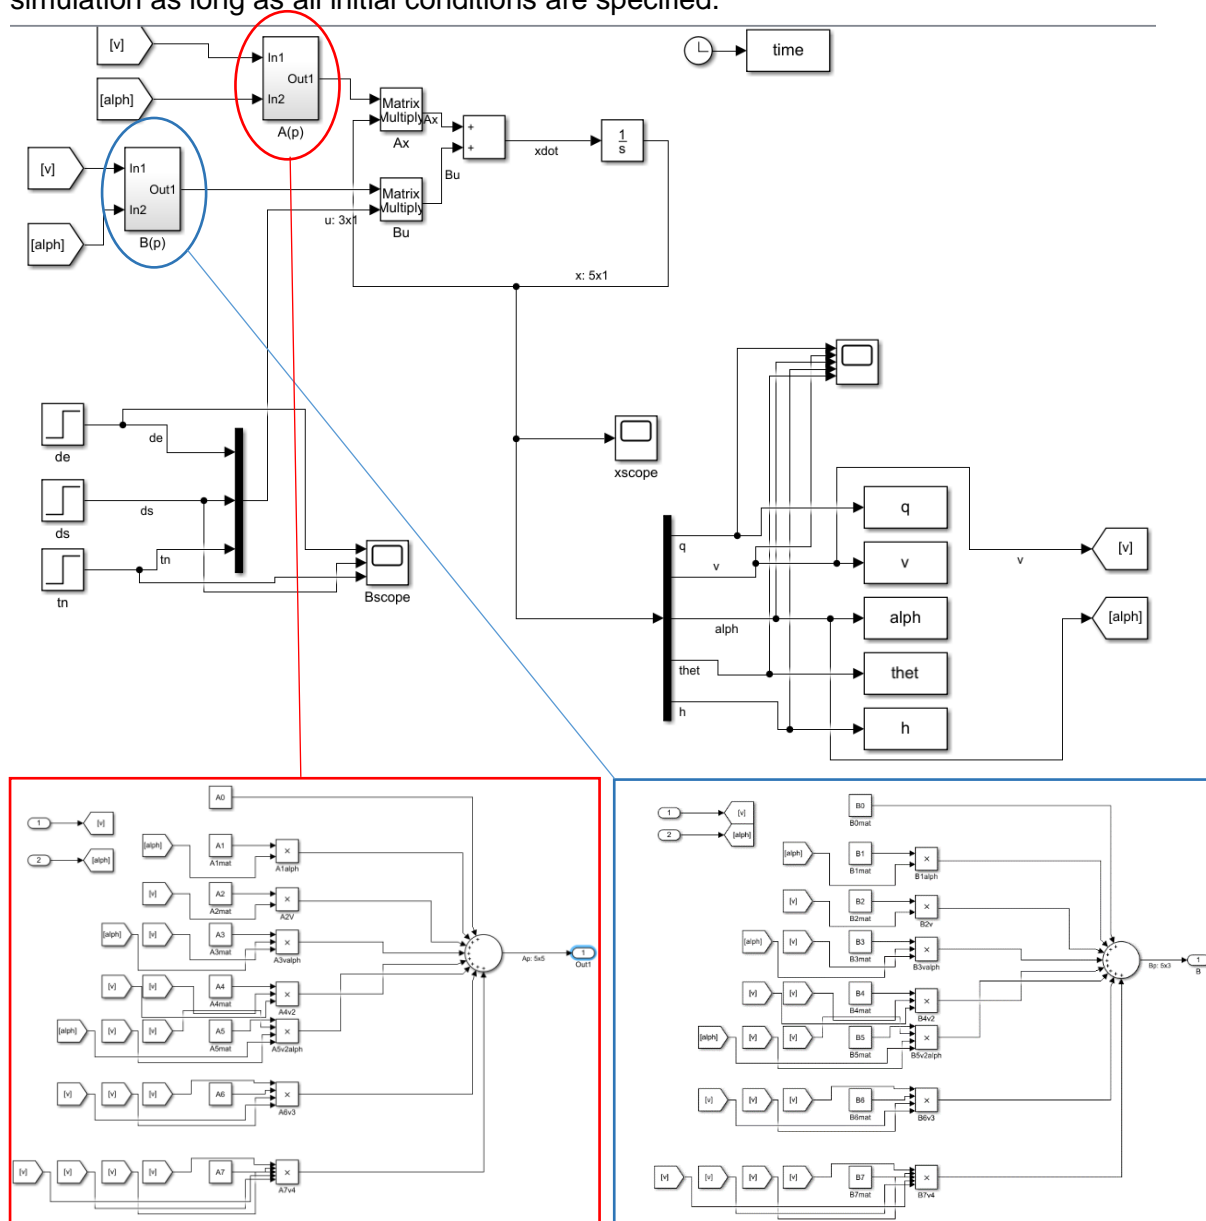 simulation as long as all initial conditions are specified.
[v]
In1
Out1
In2
A(p)
[alph]
time
Matrix
Multiply
Ax
Ax
+
+
xdot
1
s
[v]
In1
Out1
In2
B(p)
[alph]
Matrix
Multiply
Bu
Bu
u: 3x1
x: 5x1
de
de
ds
ds
tn
tn
Bscope
xscope
q
v
alph
thet
h
q
v
alph
thet
h
v
[v]
[alph]
1
[v]
2
[alph]
A0
[alph]
A1
A1mat
×
A1alph
[v]
A2
A2mat
×
A2V
[alph]
[v]
A3
A3mat
×
A3valph
[v]
[v]
A4
A4mat
×
A4v2
[alph]
[v]
[v]
A5
A5mat
×
A5v2alph
[v]
[v]
[v]
A6
×
A6v3
[v]
[v]
[v]
[v]
A7
×
A7v4
Ap: 5x5
1
Out1
1
[v]
2
[alph]
B0
B0mat
[alph]
B1
B1mat
×
B1alph
[v]
B2
B2mat
×
B2v
[alph]
[v]
B3
B3mat
×
B3valph
[v]
[v]
B4
B4mat
×
B4v2
[alph]
[v]
[v]
B5
B5mat
×
B5v2alph
[v]
[v]
[v]
B6
B6mat
×
B6v3
[v]
[v]
[v]
[v]
B7
B7mat
×
B7v4
Bp: 5x3
1
B